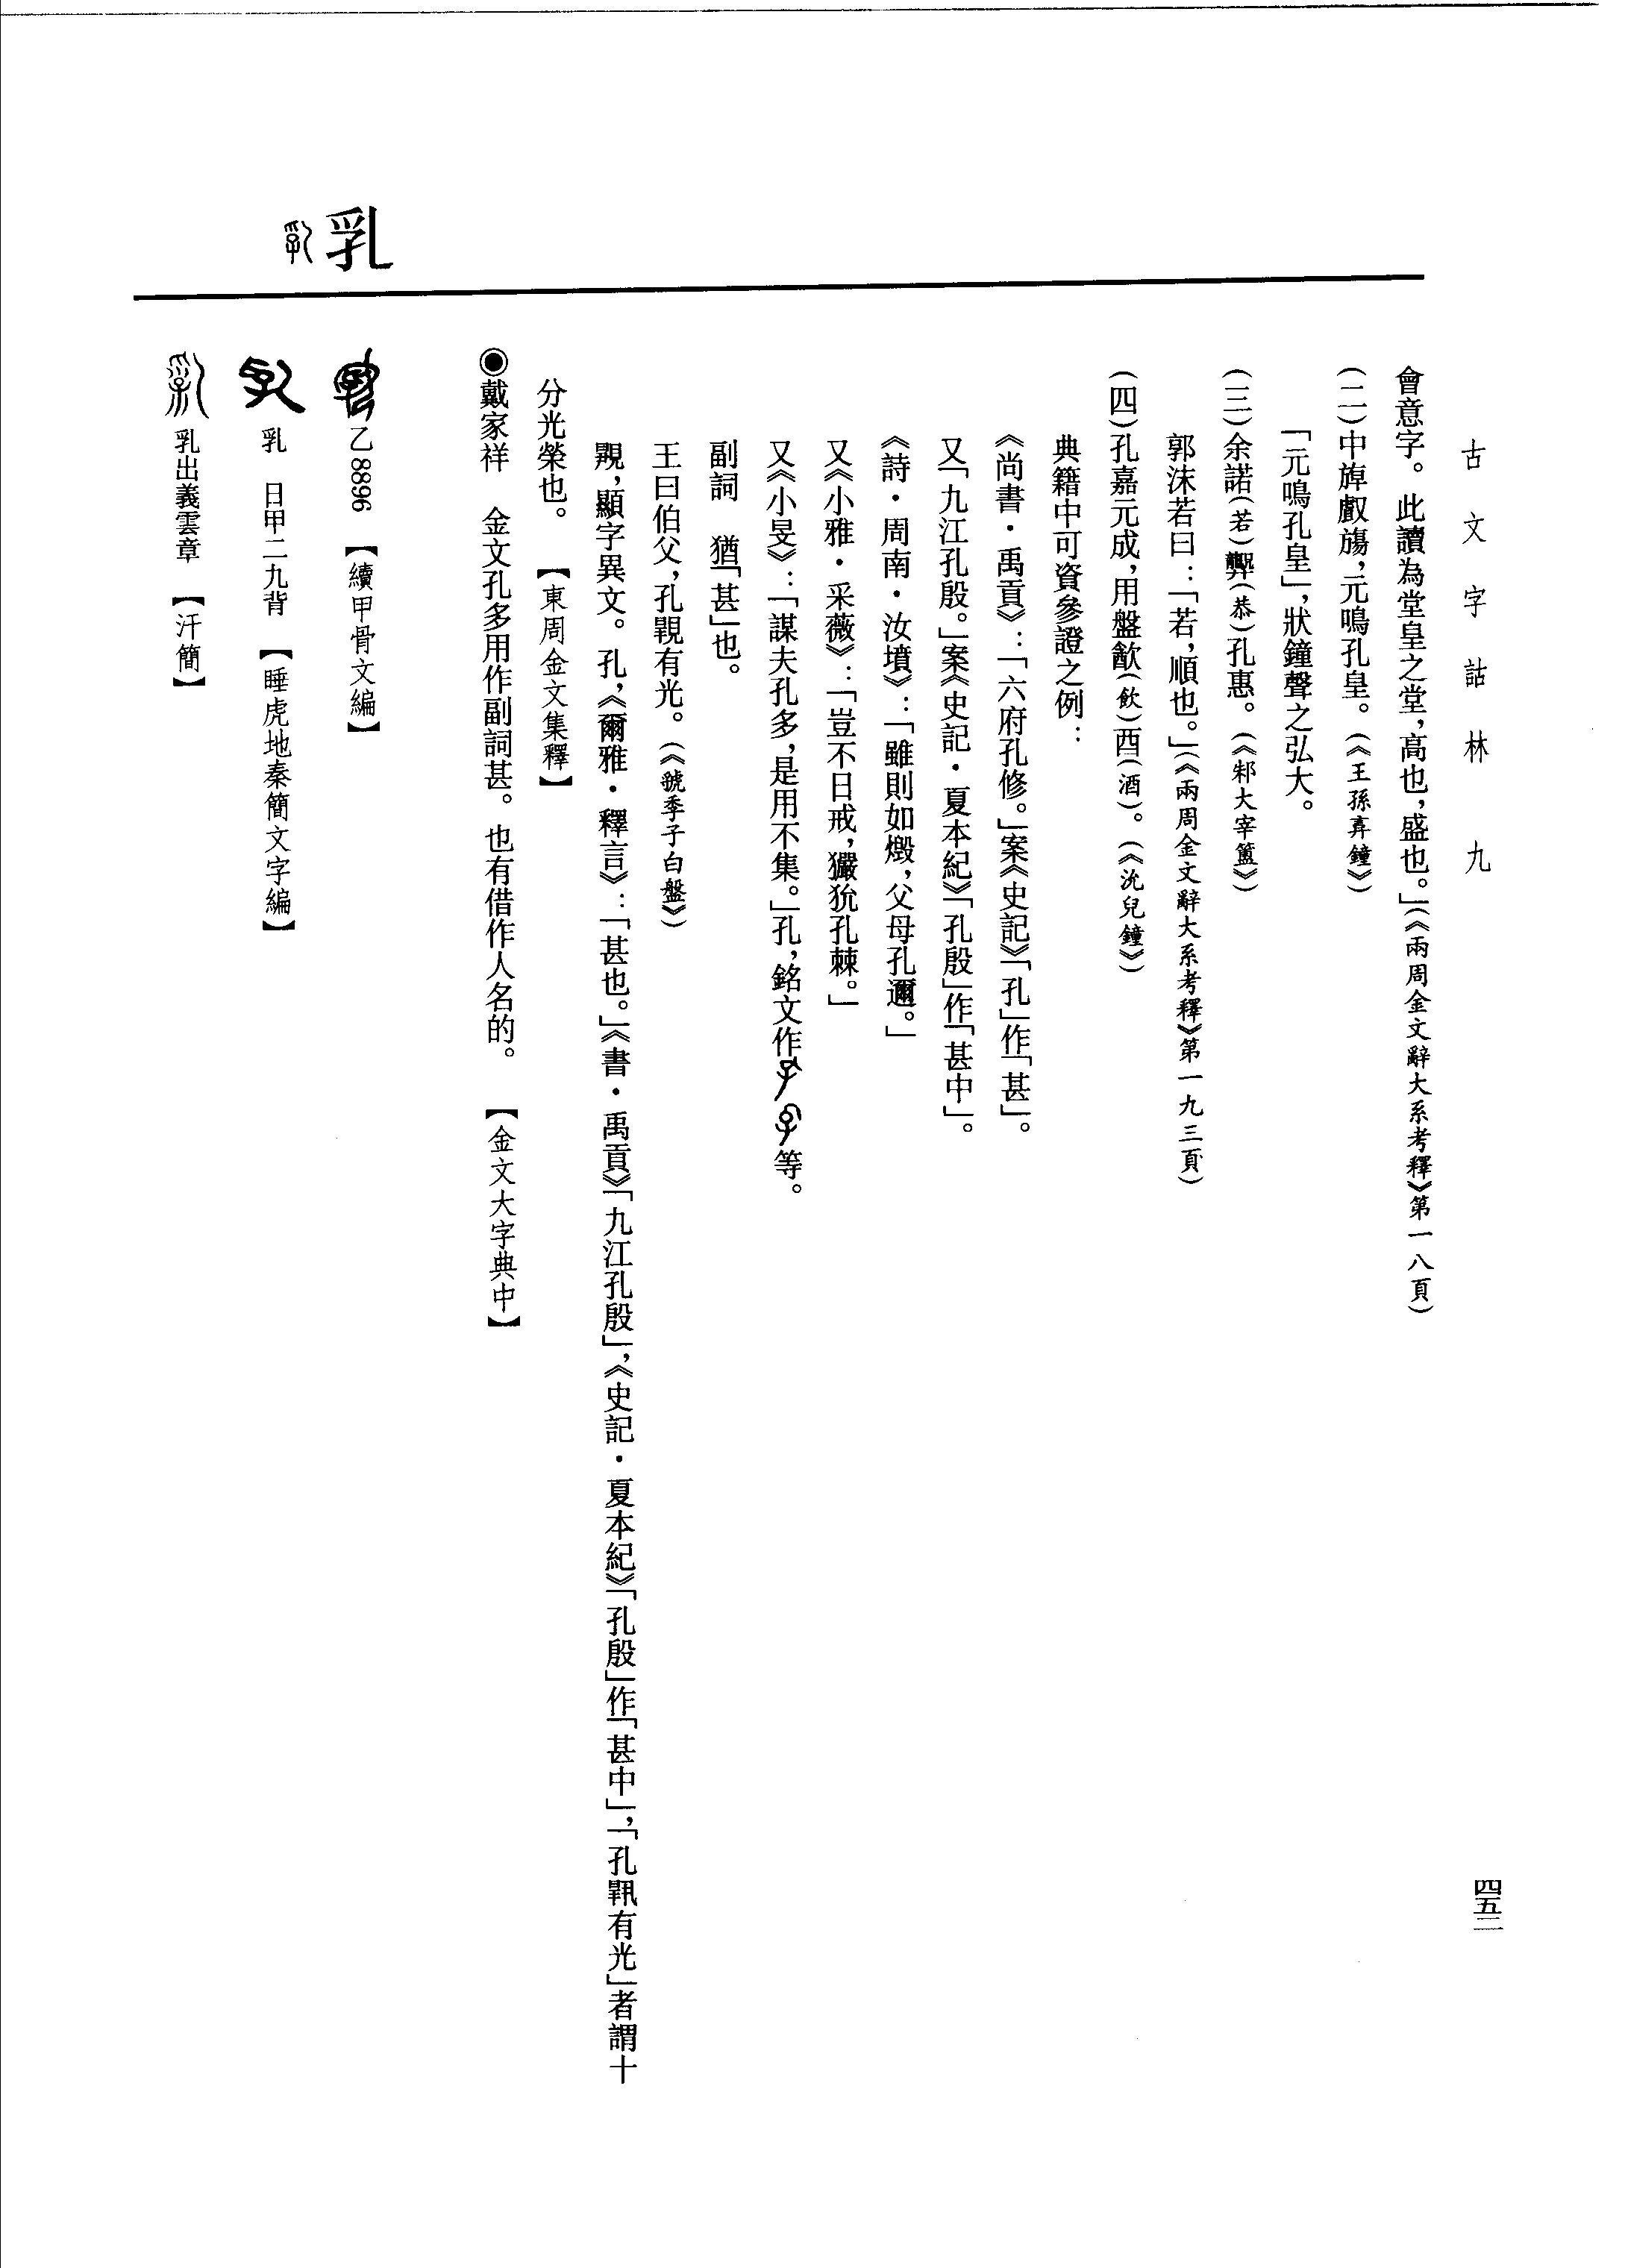 古文字詁林　九
四五二
會意字。此讀為堂皇之堂，高也，盛也。」（《兩周金文辭大系考釋》第一八頁）
(二)中旟，元鳴孔皇。（《王孫鐘》）
「元鳴孔皇」，狀鐘聲之弘大。
(三)余諾（若）（恭）孔惠。（《邾大宰簠》）
郭沫若曰：「若，順也。」（《兩周金文辭大系考釋》第一九三頁）
(四)孔嘉元成，用盤歙（飲）酉（酒）。（《沇兒鐘》）
典籍中可資參證之例：
《尚書·禹貢》：「六府孔修。」案《史記》「孔」作「甚」。
又「九江孔殷。」案《史記·夏本紀》「孔殷」作「甚中」。
《詩·周南·汝墳》：「雖則如燬，父母孔邇。」
又《小雅·采薇》：「豈不日戒，玁狁孔棘。」
又《小旻》：「謀夫孔多，是用不集。」孔，銘文作等。
副詞　猶「甚」也。
王曰伯父，孔覭有光。（《虢季子白盤》）
覭，顯字異文。孔，《爾雅·釋言》：「甚也。」《書·禹貢》「九江孔殷」，《史記·夏本紀》「孔殷」作「甚中」，「孔有光」者謂十
分光榮也。　【東周金文集釋】
◉戴家祥　金文孔多用作副詞甚。也有借作人名的。　【金文大字典中】
乳
乙8896　【續甲骨文編】
乳　日甲二九背　【睡虎地秦簡文字編】
乳出義雲章　【汗簡】